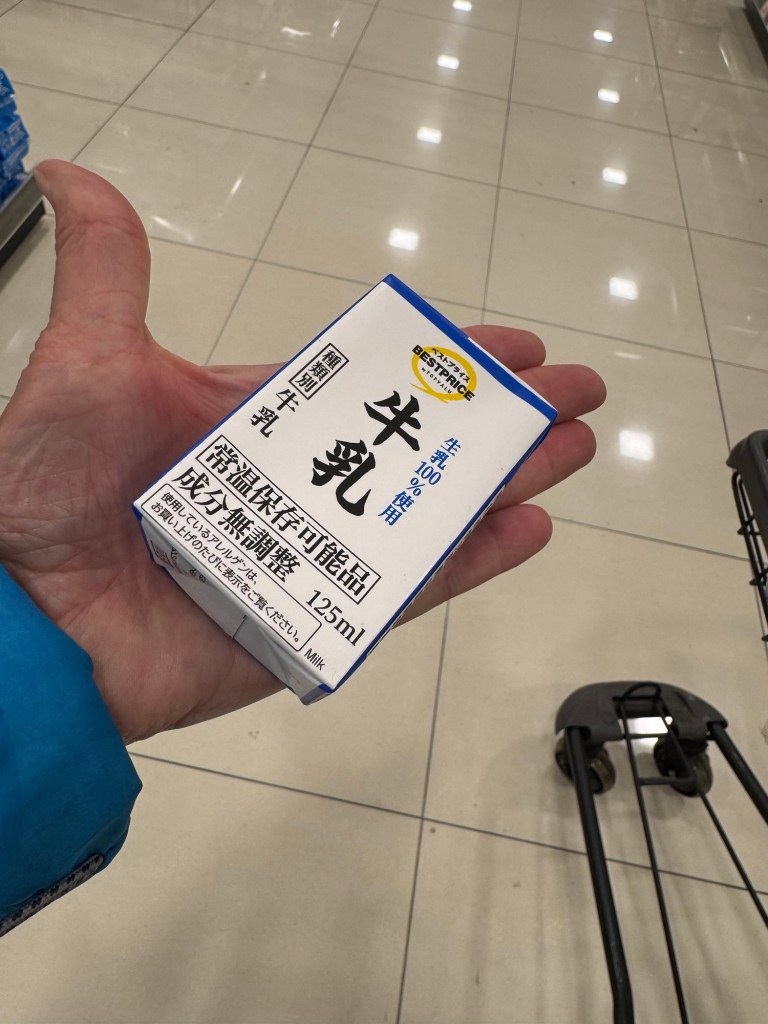 ベストプライス
BESTPRICE
by TOPVALU
種類別
牛乳
牛乳
生乳100%使用
常温保存可能品
成分無調整
125ml
使用しているアレルゲンは、
お買い上げのたびに表示をご覧ください。
Milk